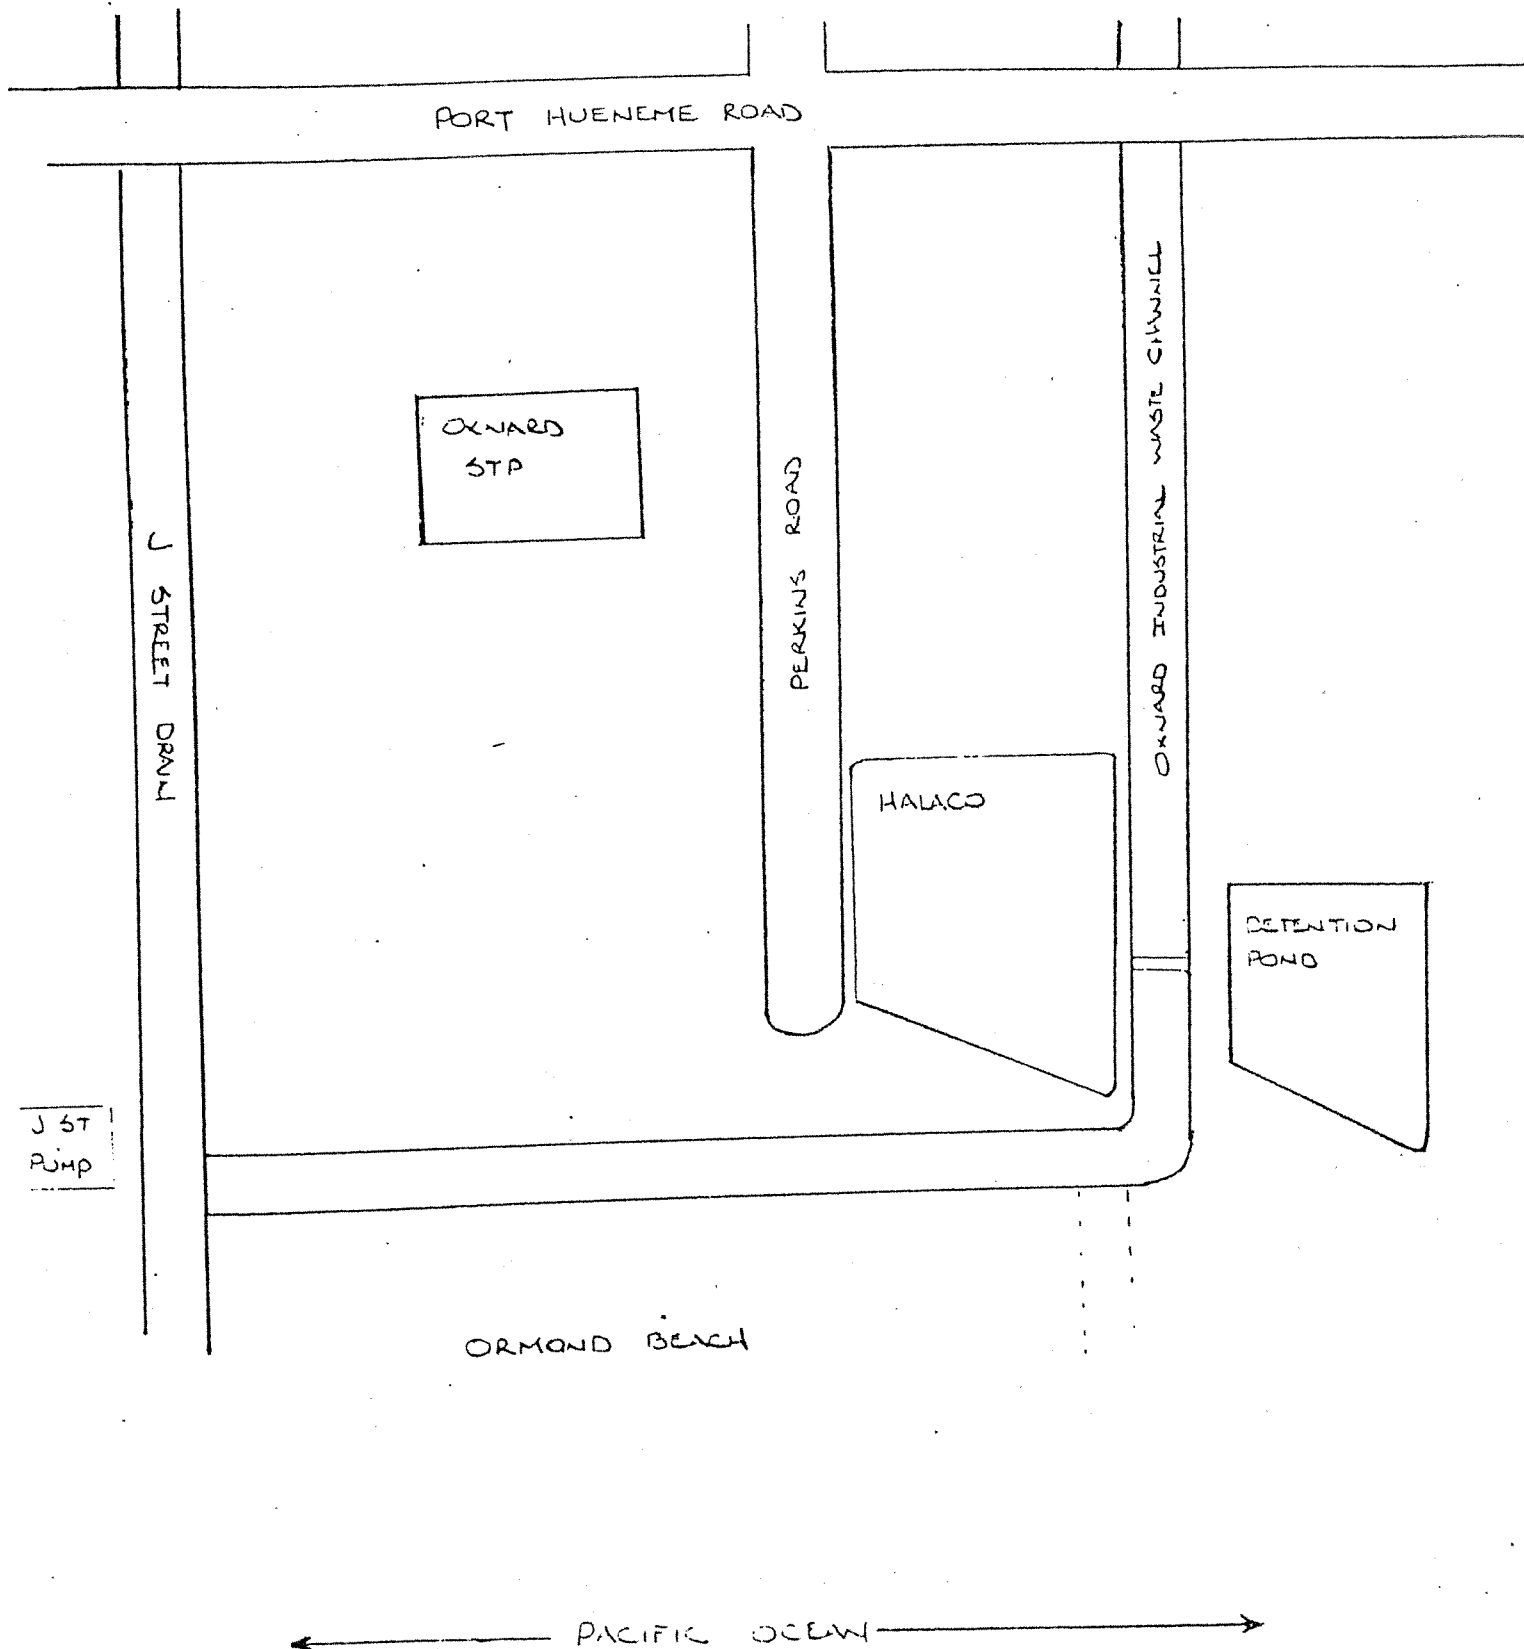 PORT HUENEME ROAD
OXNARD INDUSTRIAL WASTE CHANNEL
OXNARD
STP
PERKINS ROAD
J STREET DRAIN
HALACO
DETENTION
POND
J ST
PUMP
ORMOND BEACH
PACIFIC OCEAN